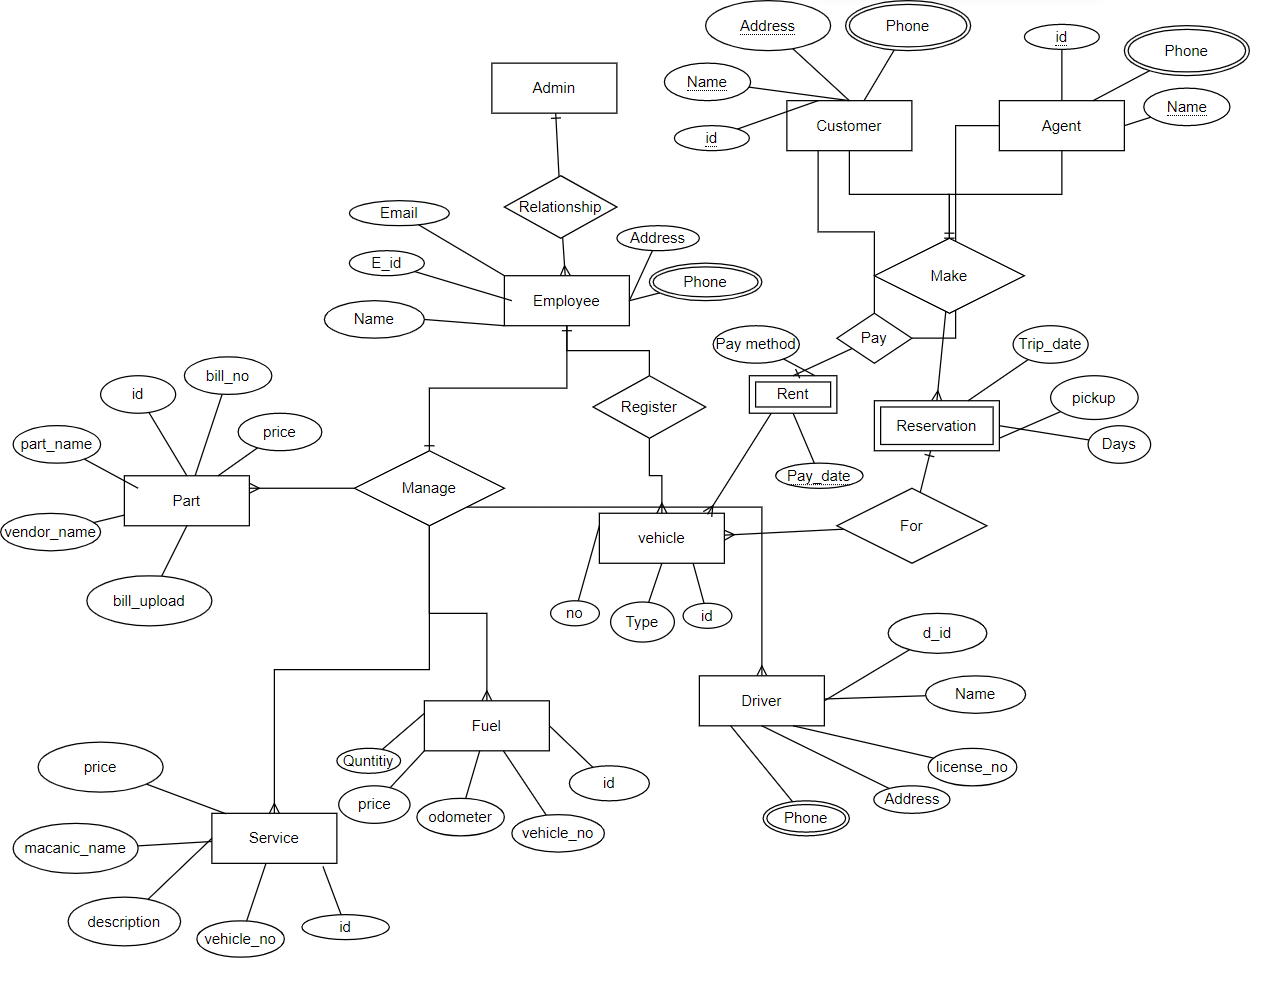 Address
Phone
id
Phone
Name
Admin
Name
Customer
Agent
id
Relationship
Email
Address
E_id
Make
Phone
Employee
Name
Pay method
Pay
Trip_date
bill_no
id
Rent
pickup
Register
Reservation
price
part_name
Days
Pay_date
Manage
Part
vendor_name
vehicle
For
bill_upload
no
Type
id
d_id
Name
Driver
Fuel
Quntitiy
price
id
license_no
Address
price
odometer
Phone
vehicle_no
Service
macanic_name
description
id
vehicle_no